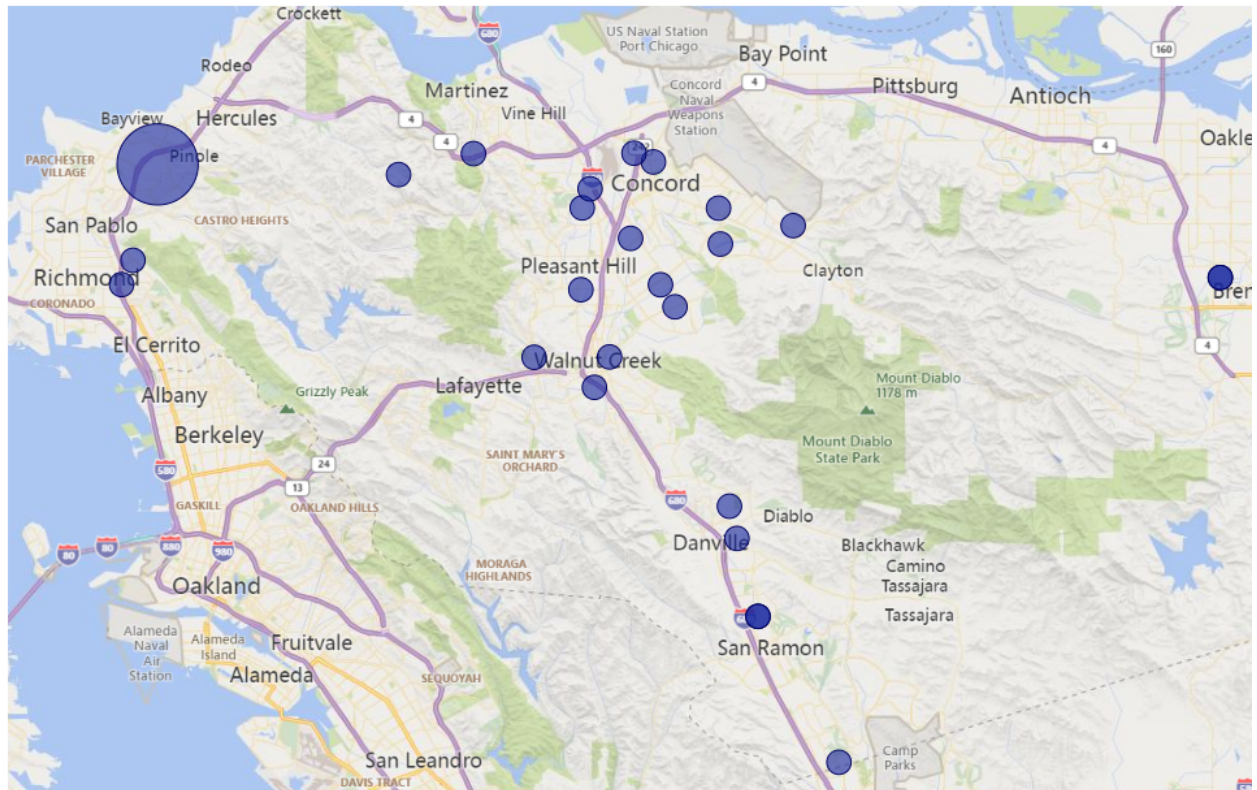 Crockett
680
US Naval Station
Port Chicago
Bay Point
160
Rodeo
4
Pittsburg
Concord
Naval
Weapons
Station
Martinez
Antioch
Bayview
Hercules
Vine Hill
4
4
242
4
Oakle
PARCHESTER
VILLAGE
Pinole
Concord
San Pablo
CASTRO HEIGHTS
Pleasant Hill
Clayton
Richmond
CORONADO
Bren
El Cerrito
4
Walnut Creek
Lafayette
Grizzly Peak
Mount Diablo
1178 m
Albany
Berkeley
Mount Diablo
State Park
SAINT MARY'S
ORCHARD
24
580
13
GASKILL
OAKLAND HILLS
680
Diablo
80
80
880
980
Danville
Blackhawk
Camino
Tassajara
MORAGA
HIGHLANDS
Oakland
Tassajara
Alameda
Naval
Air
Station
Alameda
Island
Fruitvale
San Ramon
Alameda
SEQUOYAH
San Leandro
Camp
Parks
DAVIS TRACT